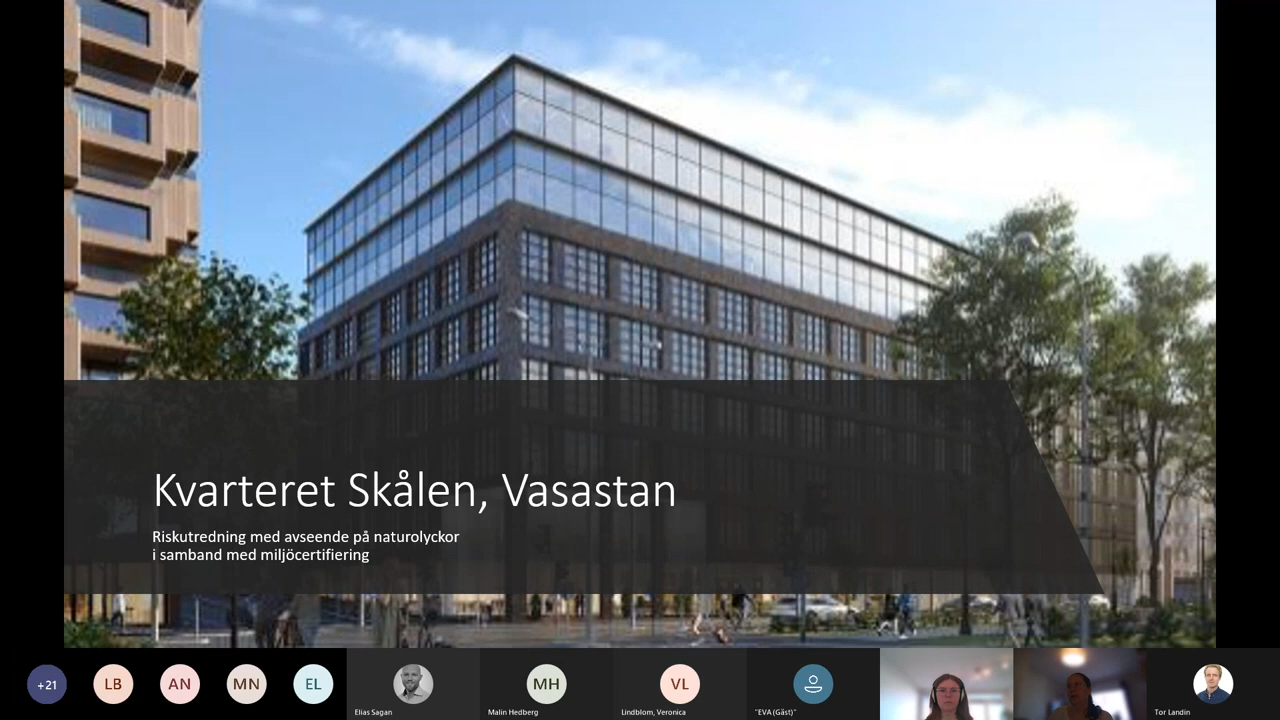 Kvarteret Skålen, Vasastan
Riskutredning med avseende på naturolyckor
i samband med miljöcertifiering
+21
LB
AN
MN
EL
Elias Sagan
MH
Malin Hedberg
VL
Lindblom, Veronica
"EVA (Gäst)"
Tor Landin